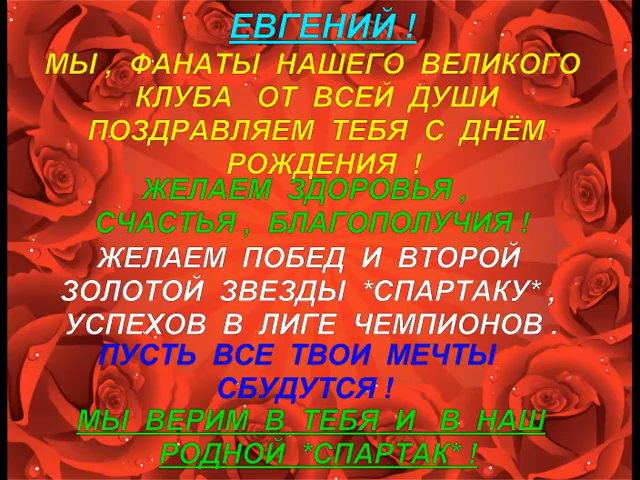 ЕВГЕНИЙ !
МЫ , ФАНАТЫ НАШЕГО ВЕЛИКОГО
КЛУБА ОТ ВСЕЙ ДУШИ
ПОЗДРАВЛЯЕМ ТЕБЯ С ДНЁМ
РОЖДЕНИЯ !
ЖЕЛАЕМ ЗДОРОВЬЯ ,
СЧАСТЬЯ , БЛАГОПОЛУЧИЯ !
ЖЕЛАЕМ ПОБЕД И ВТОРОЙ
ЗОЛОТОЙ ЗВЕЗДЫ *СПАРТАКУ* ,
УСПЕХОВ В ЛИГЕ ЧЕМПИОНОВ .
ПУСТЬ ВСЕ ТВОИ МЕЧТЫ
СБУДУТСЯ !
МЫ ВЕРИМ В ТЕБЯ И В НАШ
РОДНОЙ *СПАРТАК* !